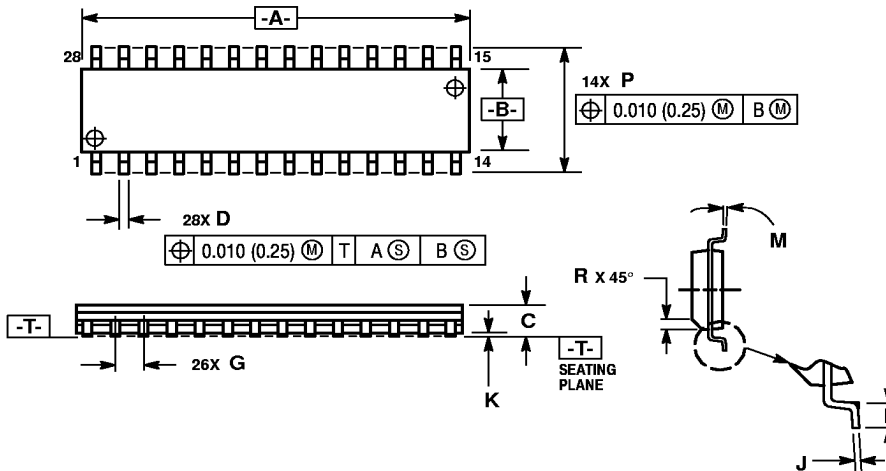 -A-
28
15
-B-
14X P
⌖ 0.010 (0.25) Ⓜ B Ⓜ
1
14
28X D
⌖ 0.010 (0.25) Ⓜ T A Ⓢ B Ⓢ
M
R X 45°
-T-
C
26X G
K
-T-
SEATING
PLANE
J